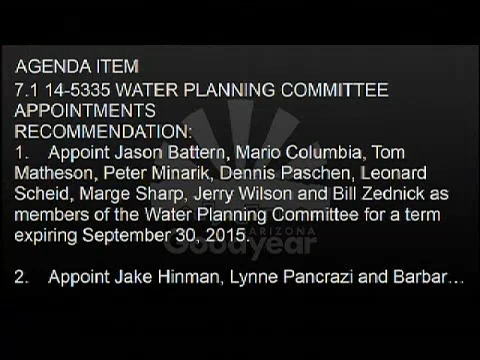 AGENDA ITEM
7.1 14-5335 WATER PLANNING COMMITTEE
APPOINTMENTS
RECOMMENDATION:
1. Appoint Jason Battern, Mario Columbia, Tom
Matheson, Peter Minarik, Dennis Paschen, Leonard
Scheid, Marge Sharp, Jerry Wilson and Bill Zednick as
members of the Water Planning Committee for a term
expiring September 30, 2015.
ARIZONA
Goodyear
2. Appoint Jake Hinman, Lynne Pancrazi and Barbar…